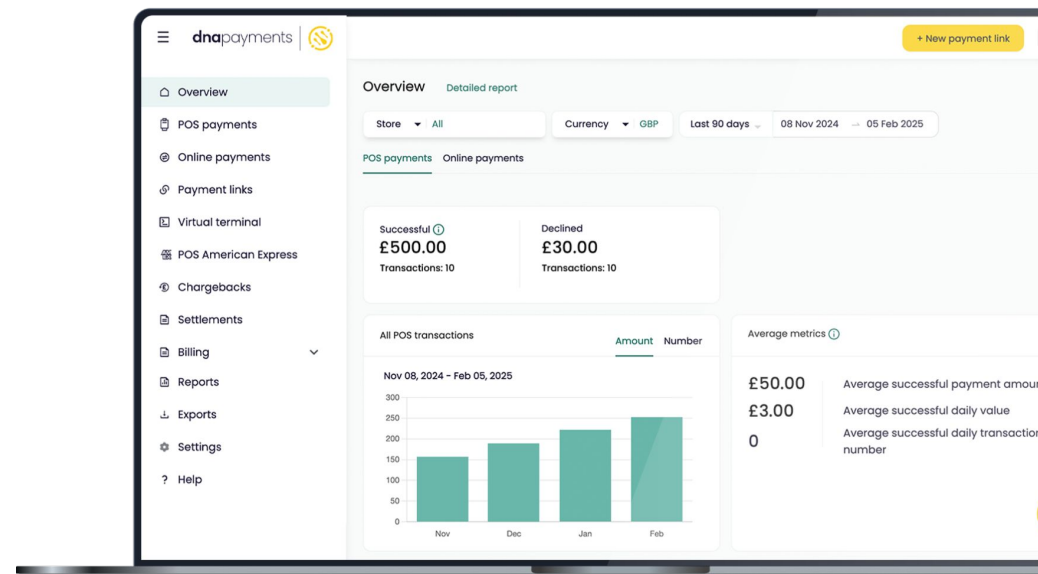 dnapayments
+ New payment link
Overview
POS payments
Online payments
Payment links
Virtual terminal
POS American Express
Chargebacks
Settlements
Billing
Reports
Exports
Settings
? Help
Overview Detailed report
Store All Currency GBP Last 90 days 08 Nov 2024 → 05 Feb 2025
POS payments Online payments
Successful Declined
£500.00 £30.00
Transactions: 10 Transactions: 10
All POS transactions Amount Number
Nov 08, 2024 - Feb 05, 2025
300
250
200
150
100
50
0
Nov Dec Jan Feb
Average metrics
£50.00 Average successful payment amou
£3.00 Average successful daily value
0 Average successful daily transaction
number